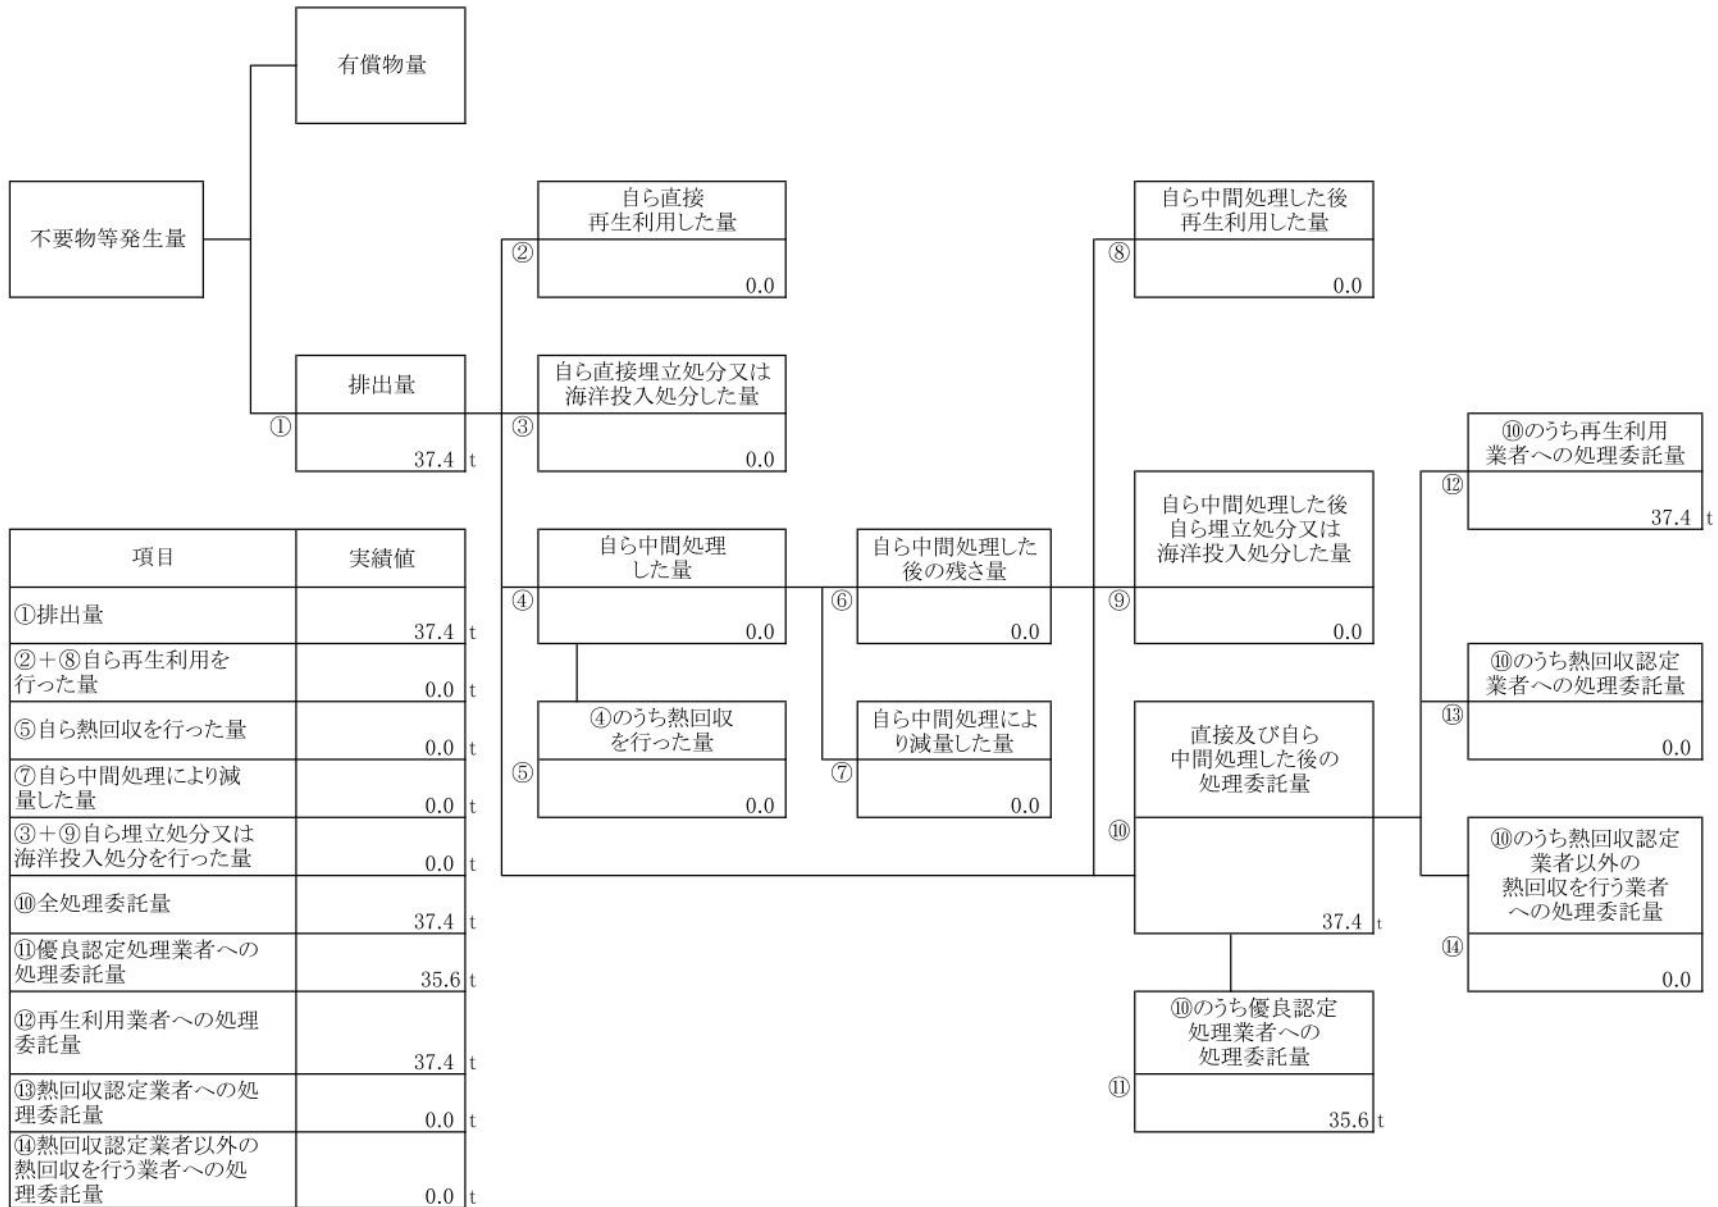 有償物量
不要物等発生量
自ら直接
再生利用した量
②
0.0
自ら中間処理した後
再生利用した量
⑧
0.0
排出量
①
37.4 t
自ら直接埋立処分又は
海洋投入処分した量
③
0.0
⑩のうち再生利用
業者への処理委託量
⑫
37.4 t
自ら中間処理
した量
④
0.0
自ら中間処理した
後の残さ量
⑥
0.0
自ら中間処理した後
自ら埋立処分又は
海洋投入処分した量
⑨
0.0
⑩のうち熱回収認定
業者への処理委託量
⑬
0.0
④のうち熱回収
を行った量
⑤
0.0
自ら中間処理によ
り減量した量
⑦
0.0
直接及び自ら
中間処理した後の
処理委託量
⑩
37.4 t
⑩のうち熱回収認定
業者以外の
熱回収を行う業者
への処理委託量
⑭
0.0
⑩のうち優良認定
処理業者への
処理委託量
⑪
35.6 t
項目 実績値
①排出量
37.4 t
②+⑧自ら再生利用を
行った量
0.0 t
⑤自ら熱回収を行った量
0.0 t
⑦自ら中間処理により減
量した量
0.0 t
③+⑨自ら埋立処分又は
海洋投入処分を行った量
0.0 t
⑩全処理委託量
37.4 t
⑪優良認定処理業者への
処理委託量
35.6 t
⑫再生利用業者への処理
委託量
37.4 t
⑬熱回収認定業者への処
理委託量
0.0 t
⑭熱回収認定業者以外の
熱回収を行う業者への処
理委託量
0.0 t